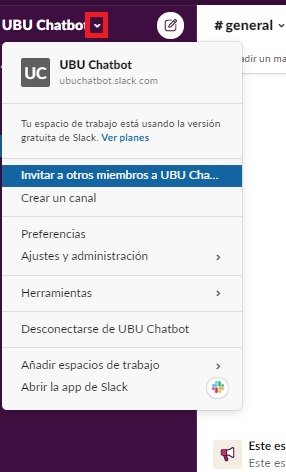 UBU Chatbot
# general
UC
UBU Chatbot
ubuchatbot.slack.com
adir un ma
Tu espacio de trabajo está usando la versión
gratuita de Slack. Ver planes
Invitar a otros miembros a UBU Cha...
Crear un canal
Preferencias
Ajustes y administración
Herramientas
Desconectarse de UBU Chatbot
Añadir espacios de trabajo
Abrir la app de Slack
Este es
Este es